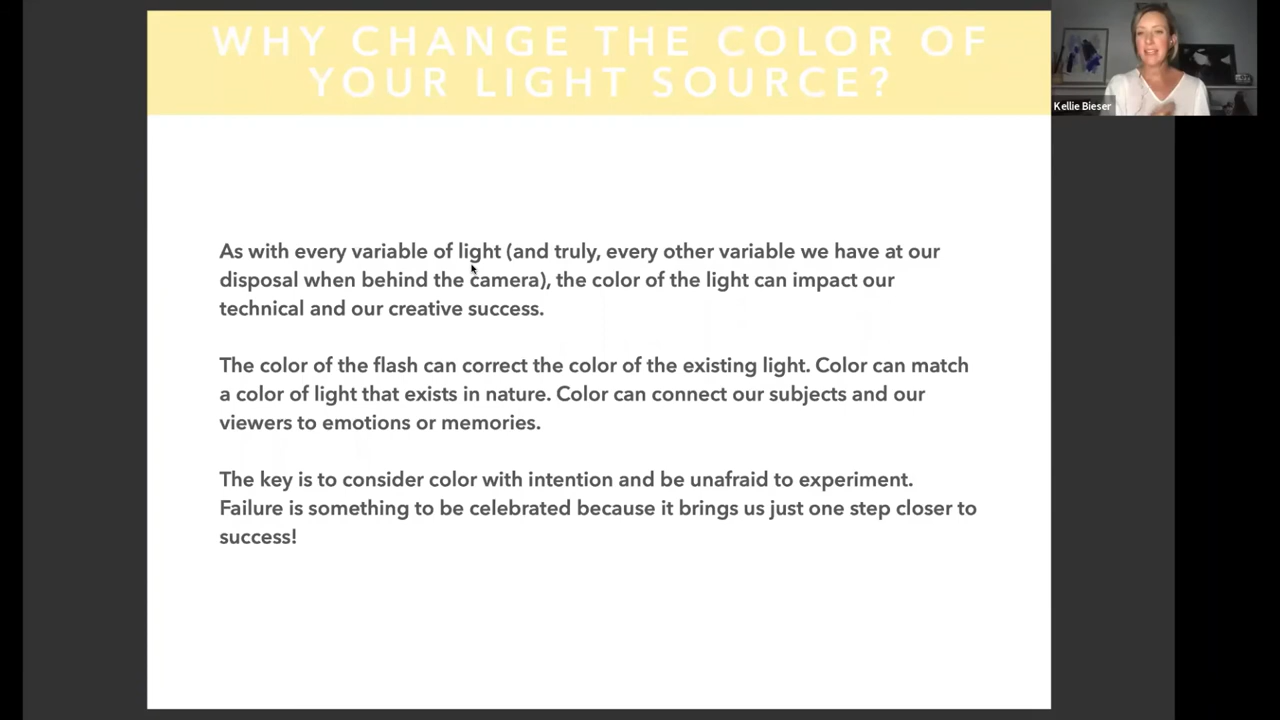 WHY CHANGE THE COLOR OF
YOUR LIGHT SOURCE?
Kellie Bieser
As with every variable of light (and truly, every other variable we have at our
disposal when behind the camera), the color of the light can impact our
technical and our creative success.
The color of the flash can correct the color of the existing light. Color can match
a color of light that exists in nature. Color can connect our subjects and our
viewers to emotions or memories.
The key is to consider color with intention and be unafraid to experiment.
Failure is something to be celebrated because it brings us just one step closer to
success!